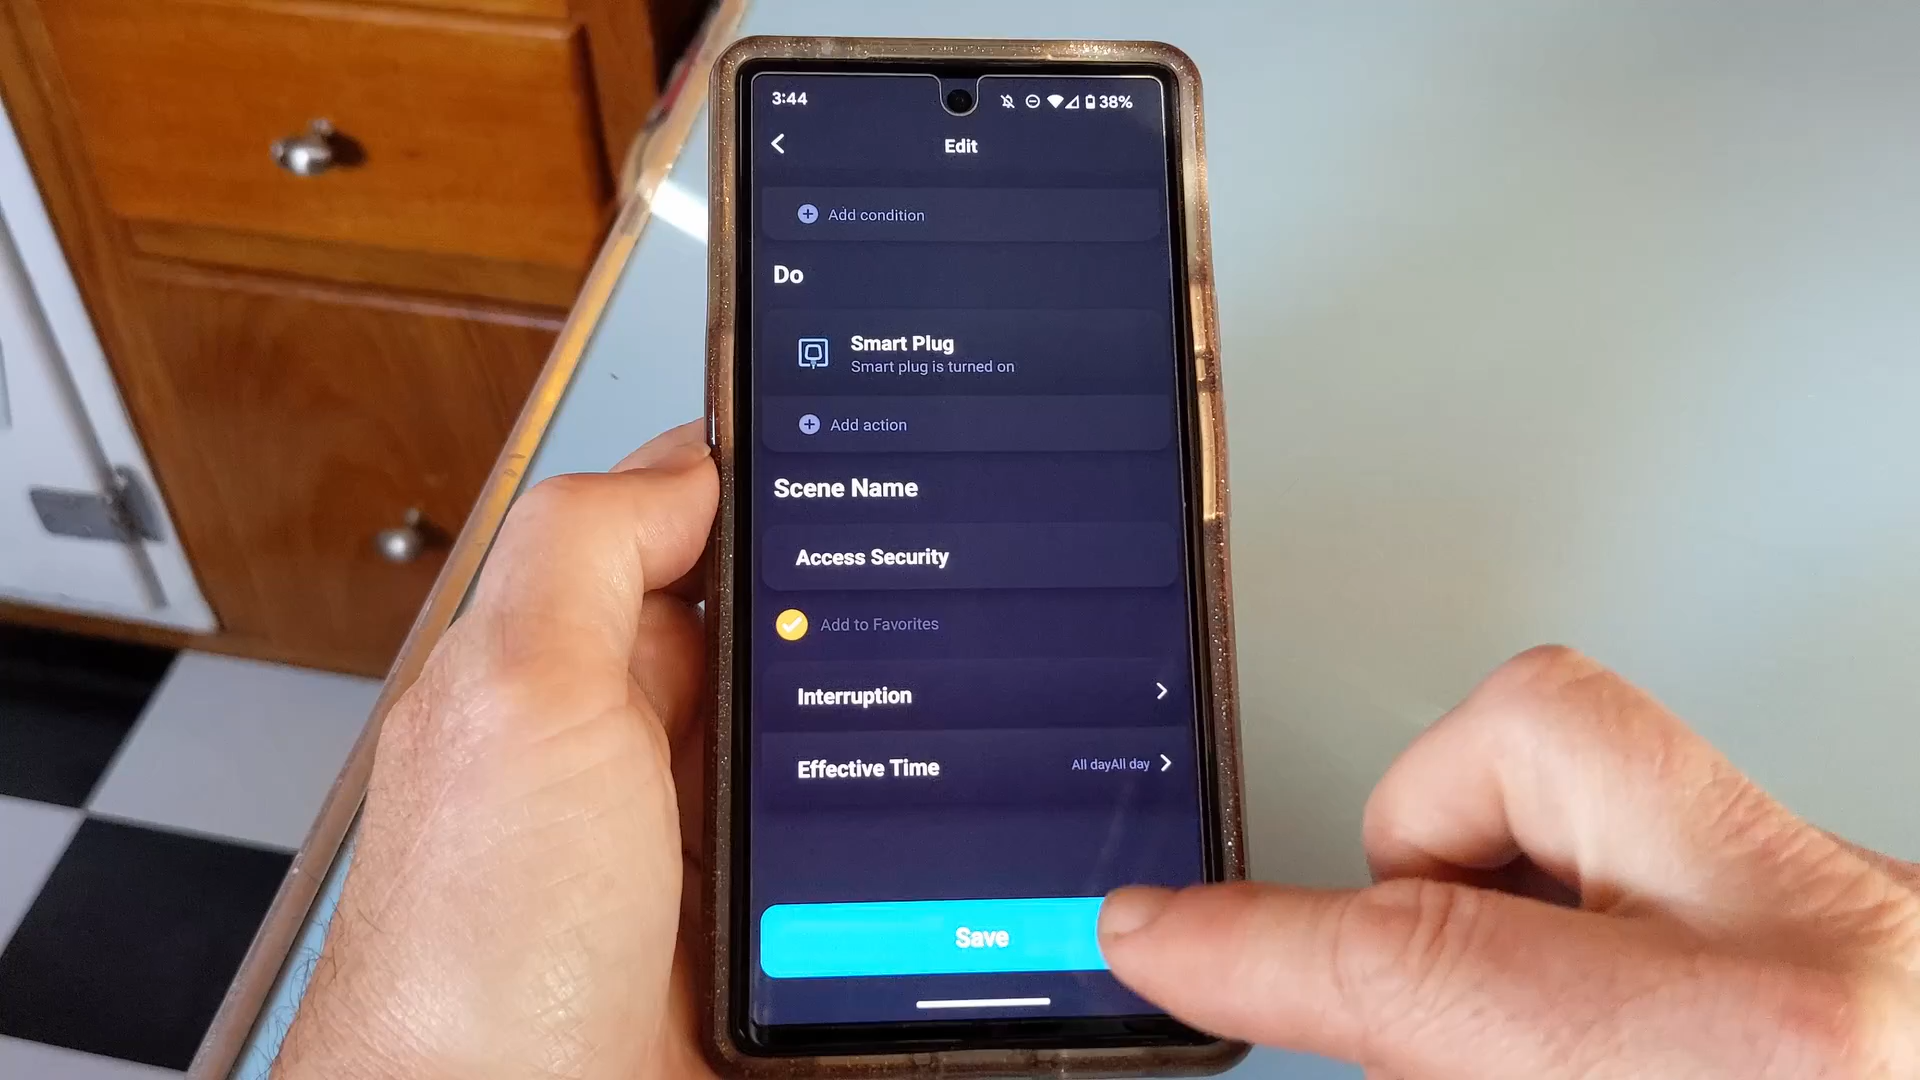 3:44
38%
Edit
Add condition
Do
Smart Plug
Smart plug is turned on
Add action
Scene Name
Access Security
Add to Favorites
Interruption
Effective Time All dayAll day
Save